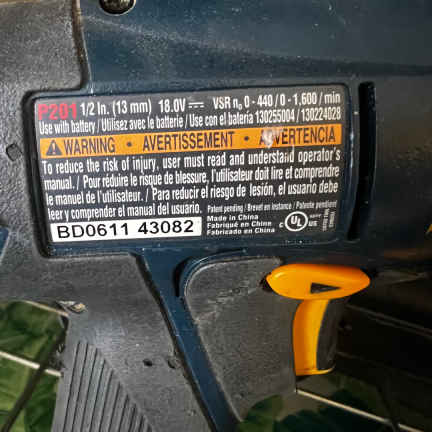 P201 1/2 In. (13 mm) 18.0V ⎓ VSR n₀ 0 - 440 / 0 - 1,600 / min
Use with battery / Utilisez avec le batterie / Use con el bateria 130255004 / 130224028
WARNING • AVERTISSEMENT • ADVERTENCIA
To reduce the risk of injury, user must read and understand operator's
manual. / Pour réduire le risque de blessure, l'utilisateur doit lire et comprendre
le manuel de l'utilisateur. / Para reducir el riesgo de lesión, el usuario debe
leer y comprender el manual del usuario. Patent pending / Brevet en instance / Patente pendiente
Made in China
Fabriqué en Chine
Fabricado en China
BD0611 43082
C UL US